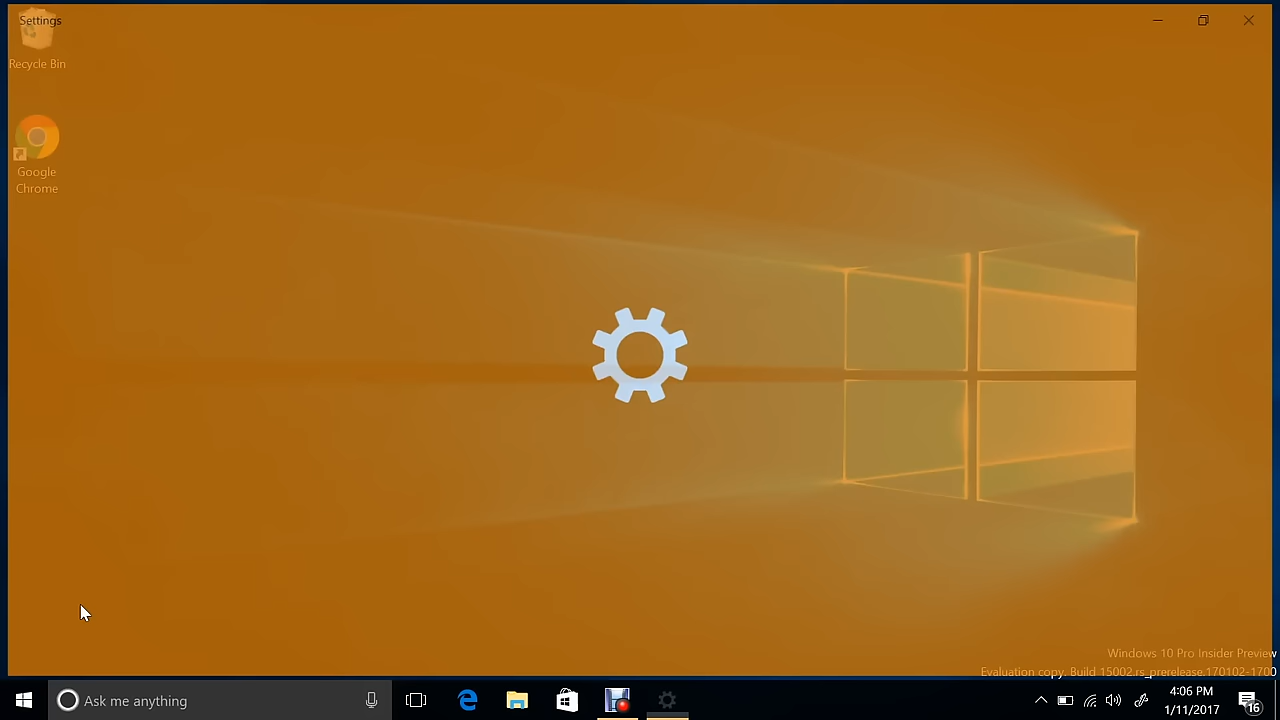 Settings
Recycle Bin
Google
Chrome
Windows 10 Pro Insider Preview
Evaluation copy. Build 15002.rs_prerelease.170102-1700
Ask me anything
4:06 PM
1/11/2017
16